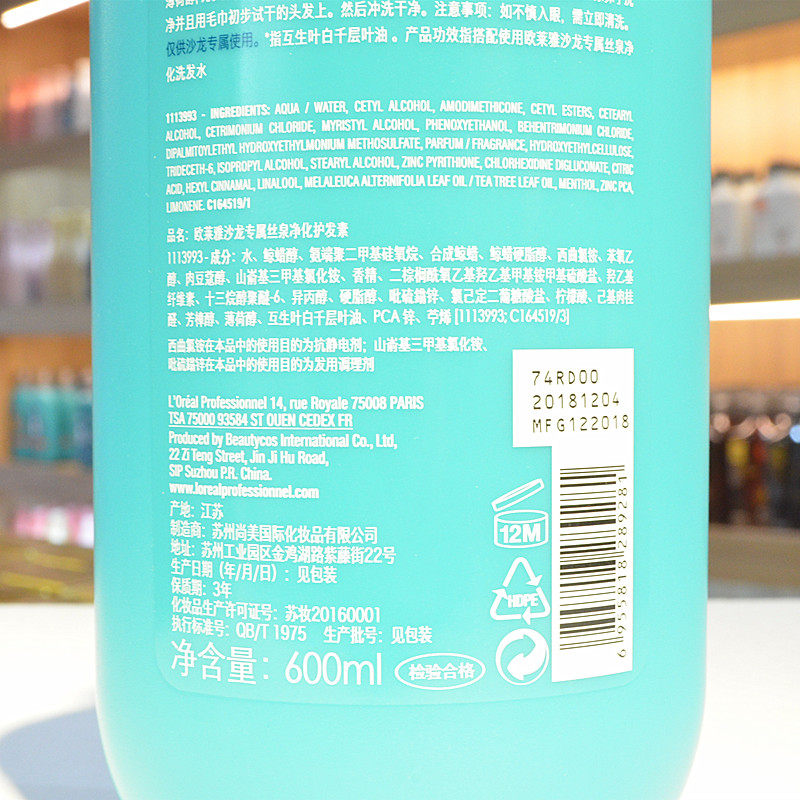 净并且用毛巾初步试干的头发上。然后冲洗干净。注意事项：如不慎入眼，需立即清洗。
仅供沙龙专属使用。*指互生叶白千层叶油。产品功效指搭配使用欧莱雅沙龙专属丝泉净
化洗发水
1113993 - INGREDIENTS: AQUA / WATER, CETYL ALCOHOL, AMODIMETHICONE, CETYL ESTERS, CETEARYL
ALCOHOL, CETRIMONIUM CHLORIDE, MYRISTYL ALCOHOL, PHENOXYETHANOL, BEHENTRIMONIUM CHLORIDE,
DIPALMITOYLETHYL HYDROXYETHYLMONIUM METHOSULFATE, PARFUM / FRAGRANCE, HYDROXYETHYLCELLULOSE,
TRIDECETH-6, ISOPROPYL ALCOHOL, STEARYL ALCOHOL, ZINC PYRITHIONE, CHLORHEXIDINE DIGLUCONATE, CITRIC
ACID, HEXYL CINNAMAL, LINALOOL, MELALEUCA ALTERNIFOLIA LEAF OIL / TEA TREE LEAF OIL, MENTHOL, ZINC PCA,
LIMONENE. C164519/1
品名：欧莱雅沙龙专属丝泉净化护发素
1113993 - 成分：水、鲸蜡醇、氨端聚二甲基硅氧烷、合成鲸蜡、鲸蜡硬脂醇、西曲氯铵、苯氧乙
醇、肉豆蔻醇、山嵛基三甲基氯化铵、香精、二棕榈酰氧乙基羟乙基甲基铵甲基硫酸盐、羟乙基
纤维素、十三烷醇聚醚-6、异丙醇、硬脂醇、吡硫鎓锌、氯己定二葡糖酸盐、柠檬酸、己基肉桂
醛、芳樟醇、薄荷醇、互生叶白千层叶油、PCA 锌、苧烯 [1113993; C164519/3]
西曲氯铵在本品中的使用目的为抗静电剂；山嵛基三甲基氯化铵、
吡硫鎓锌在本品中的使用目的为发用调理剂
L'Oréal Professionnel 14, rue Royale 75008 PARIS
TSA 75000 93584 ST OUEN CEDEX FR
Produced by Beautycos International Co., Ltd,
22 Zi Teng Street, Jin Ji Hu Road,
SIP Suzhou P.R. China.
www.lorealprofessionnel.com
产地：江苏
制造商：苏州尚美国际化妆品有限公司
地址：苏州工业园区金鸿湖路紫藤街22号
生产日期（年/月/日）：见包装
保质期：3年
化妆品生产许可证号：苏妆20160001
执行标准号：QB/T 1975 生产批号：见包装
净含量：600ml
检验合格
74RD00
20181204
MFG122018
12M
HDPE
6955818289281